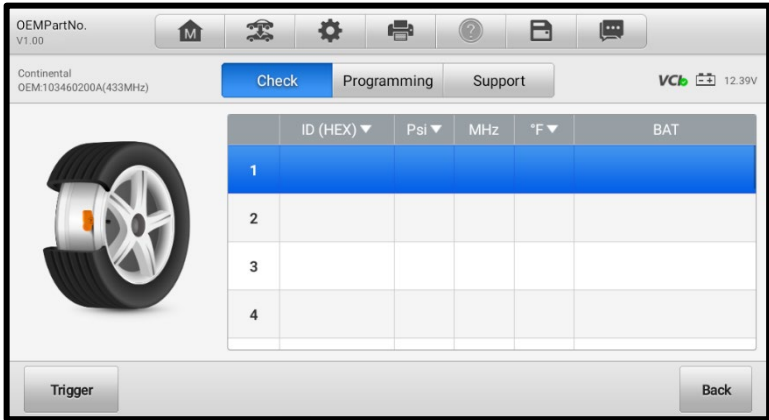 OEMPartNo.
V1.00
M
Continental
OEM:103460200A(433MHz)
Check Programming Support
VCI 12.39V
ID (HEX) ▼ Psi ▼ MHz °F ▼ BAT
1
2
3
4
Trigger Back